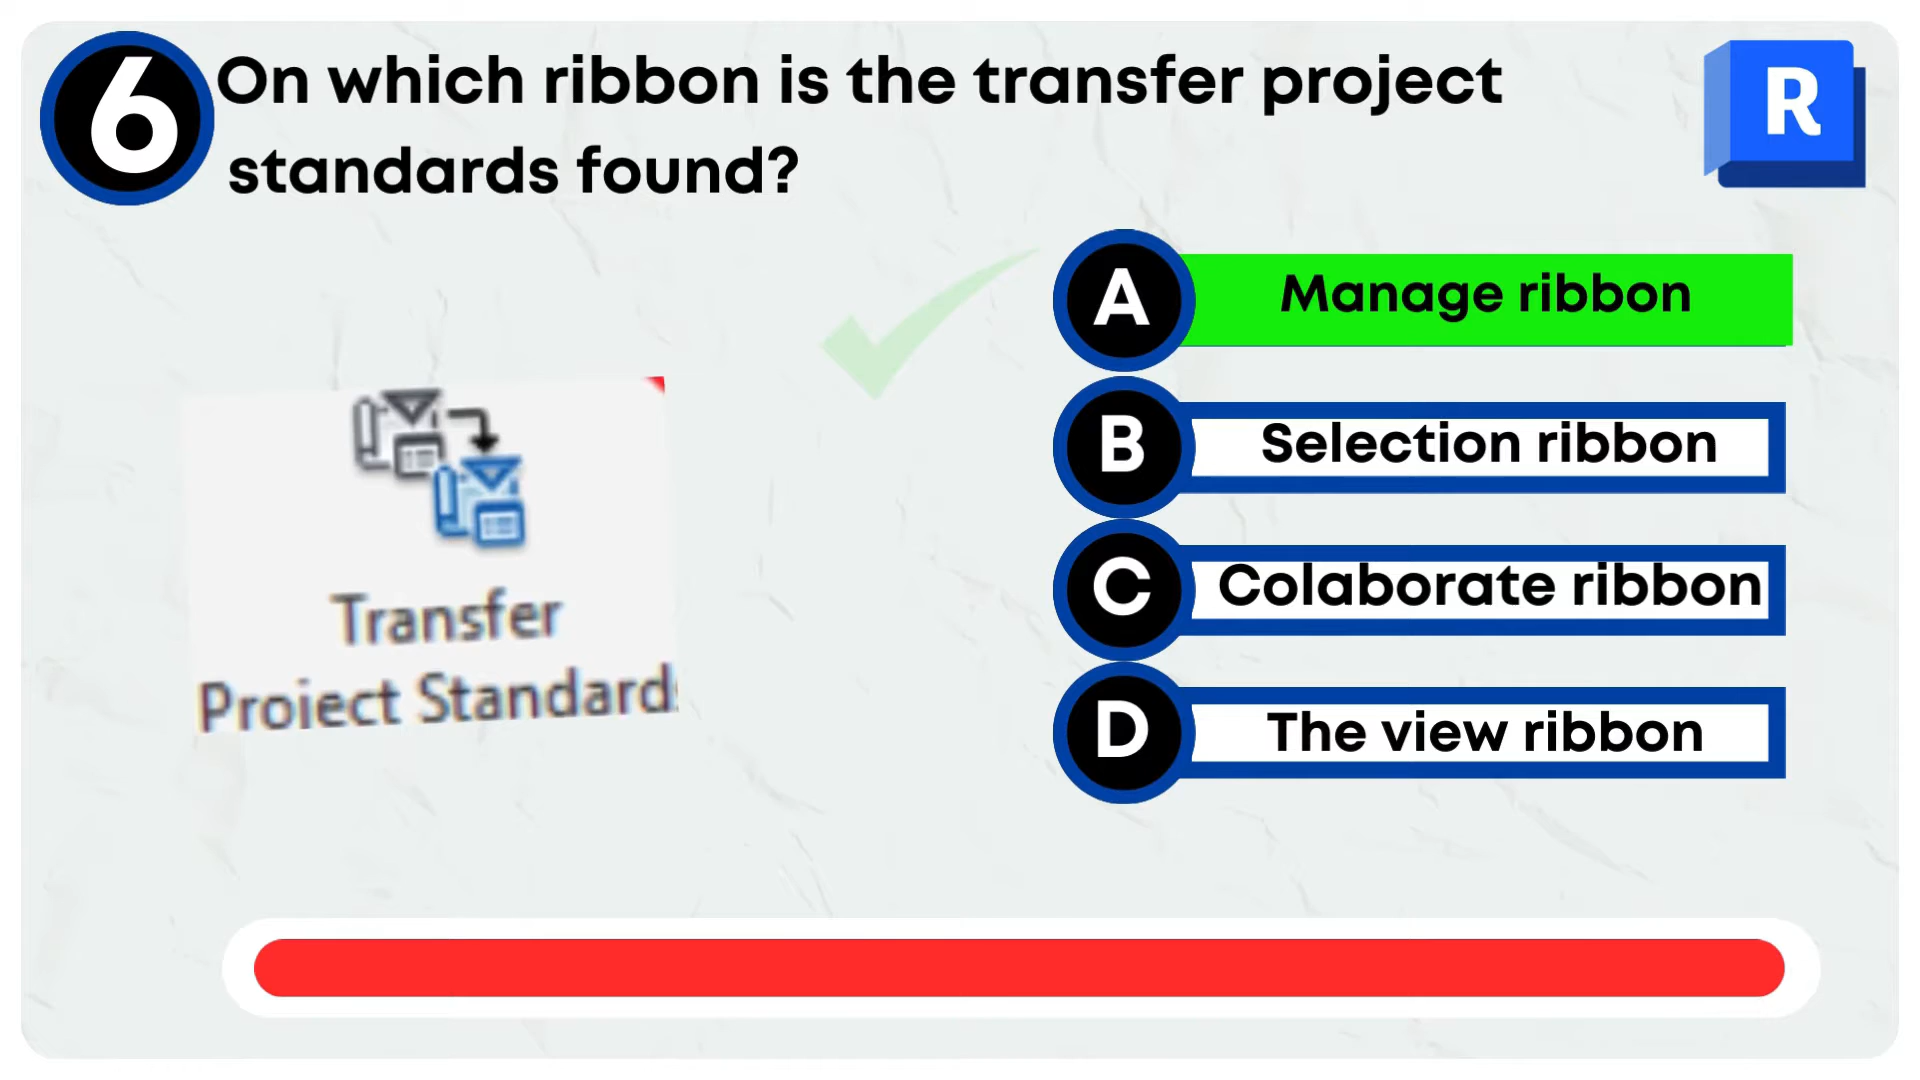 6
On which ribbon is the transfer project
standards found?
R
A
Manage ribbon
B
Selection ribbon
C
Colaborate ribbon
D
The view ribbon
Transfer
Project Standards